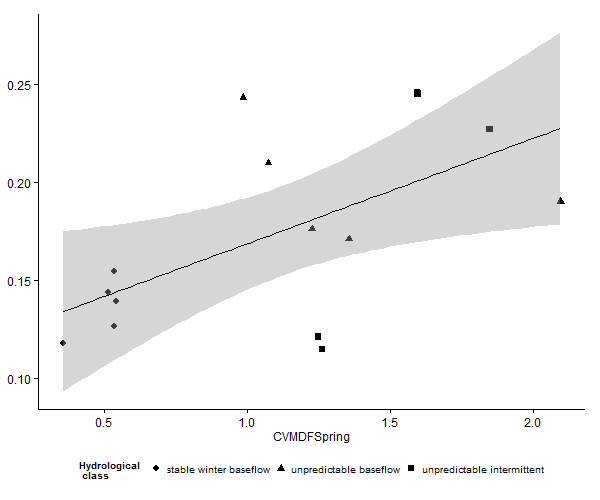 0.25
0.20
0.15
0.10
0.5 1.0 1.5 2.0
CVMDFSpring
Hydrological
class
stable winter baseflow unpredictable baseflow unpredictable intermittent